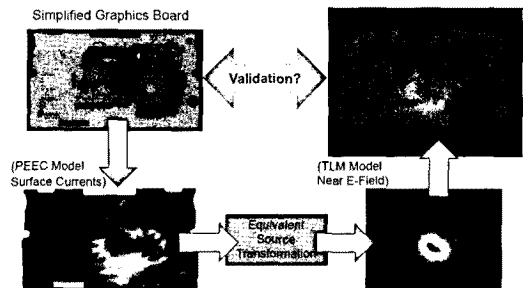 Simplified Graphics Board
Validation?
(PEEC Model
Surface Currents)
(TLM Model
Near E-Field)
Equivalent
Source
Transformation